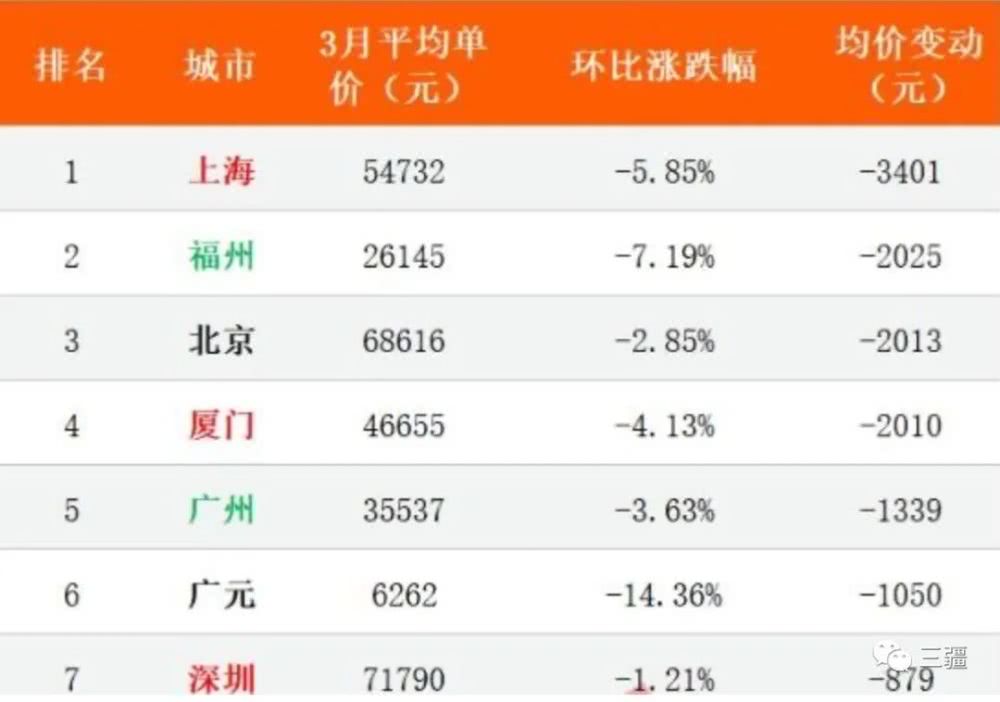 排名 城市 3月平均单价（元） 环比涨跌幅 均价变动（元）
1 上海 54732 -5.85% -3401
2 福州 26145 -7.19% -2025
3 北京 68616 -2.85% -2013
4 厦门 46655 -4.13% -2010
5 广州 35537 -3.63% -1339
6 广元 6262 -14.36% -1050
7 深圳 71790 -1.21% -879
三疆